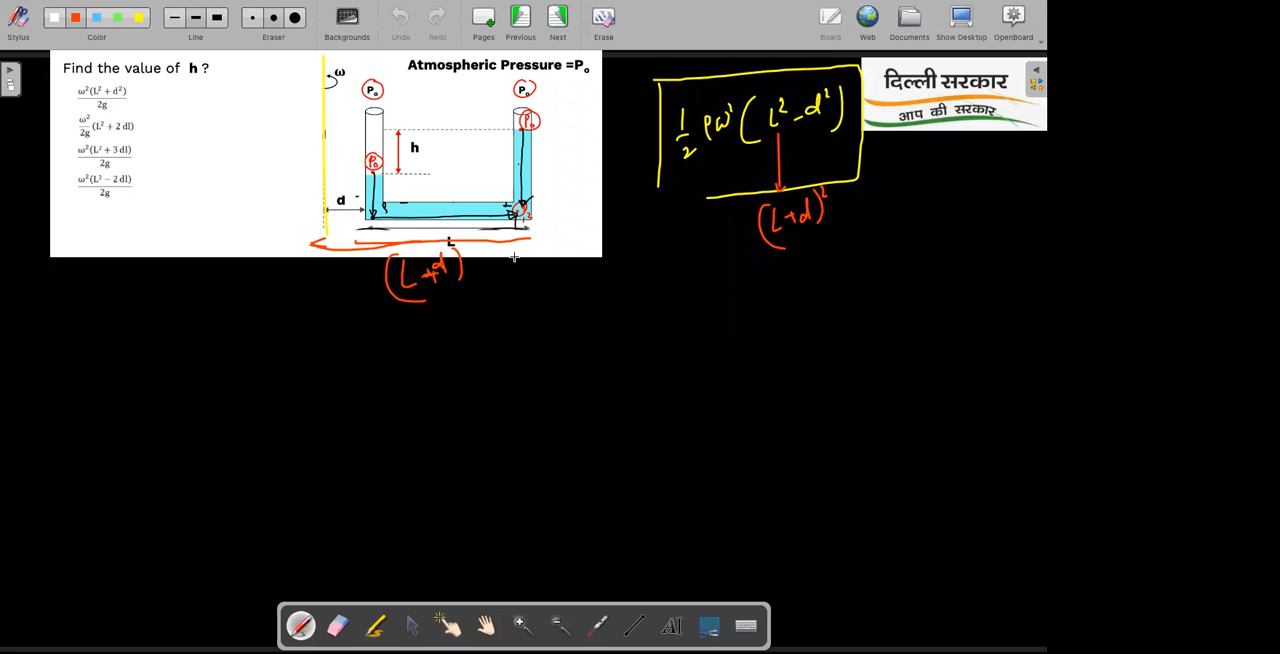 Stylus
Color
Line
Eraser
Backgrounds
Undo
Redo
Pages
Previous
Next
Erase
Board
Web
Documents
Show Desktop
OpenBoard
Find the value of h ?
ω²(L² + d²)
2g
ω²
2g
(L² + 2 dl)
ω²(L² + 3 dl)
2g
ω²(L² − 2 dl)
2g
ω
Atmospheric Pressure =P₀
P₀
P₀
P₀
P₀
h
d
L
(L+d)
1/2 ρω²(L²-d²)
(L+d)²
दिल्ली सरकार
आप की सरकार
AI